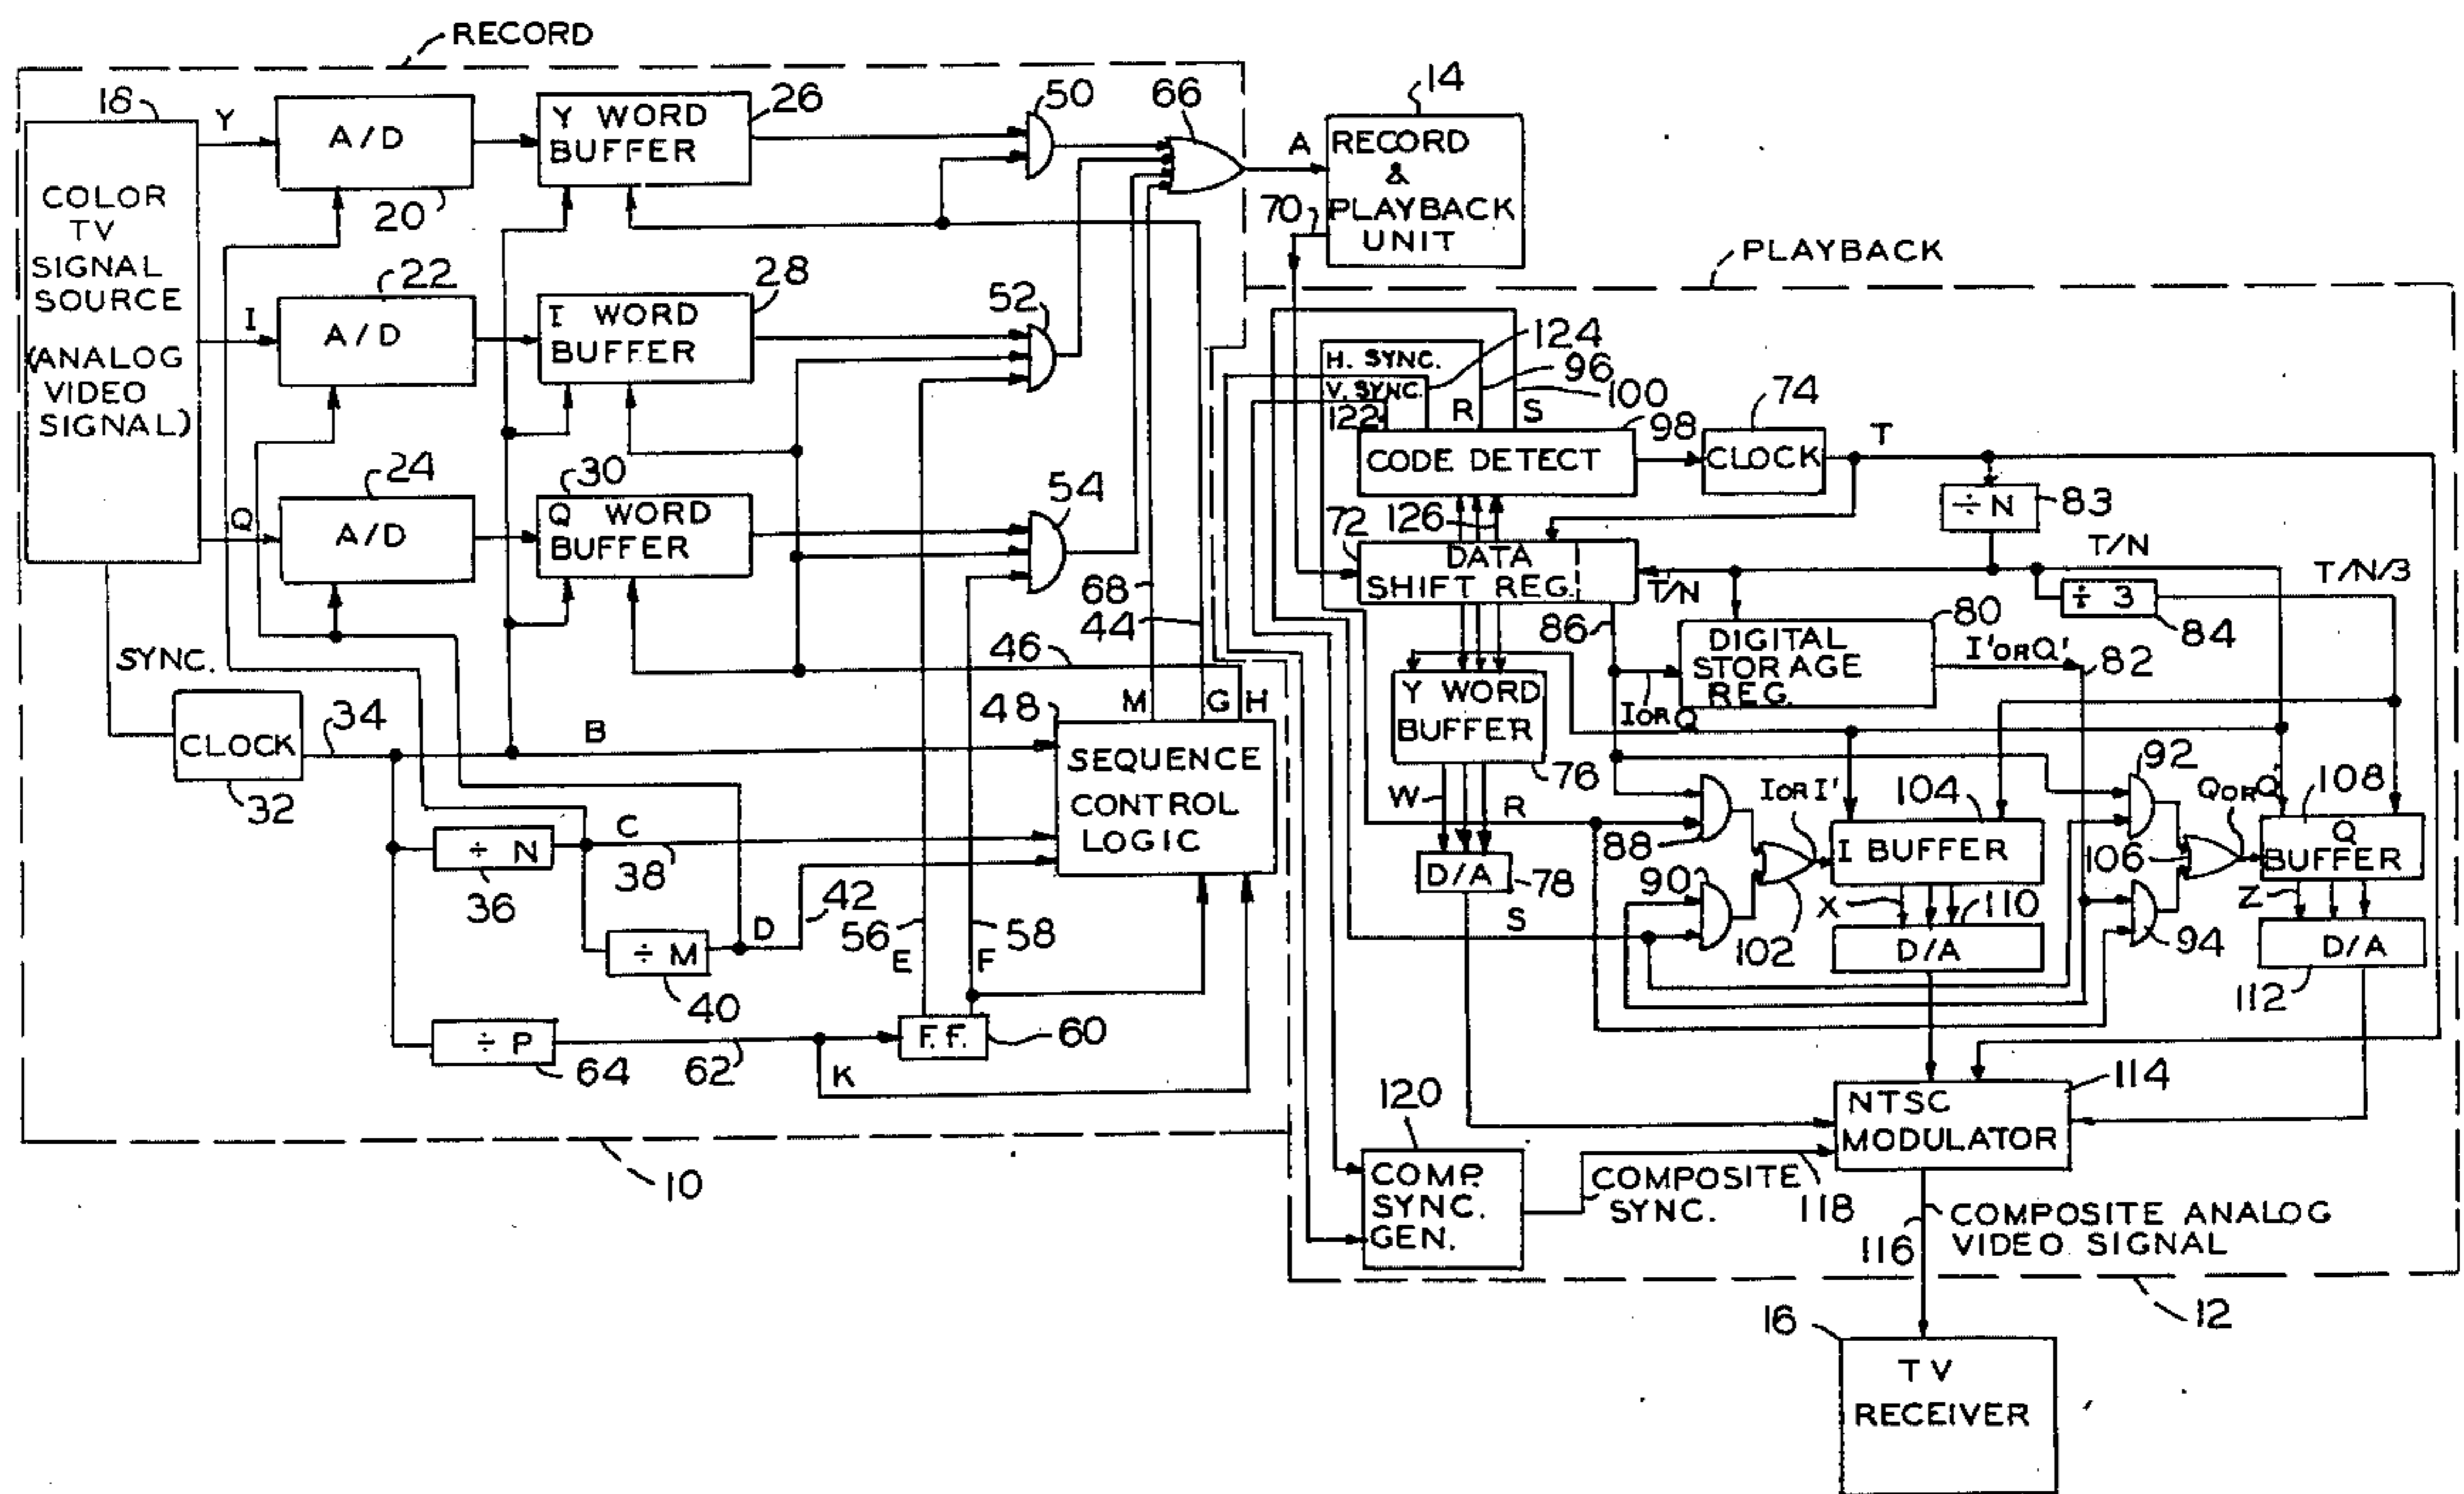 RECORD
18
Y
A/D
20
Y WORD
BUFFER
26
50
66
A
14
RECORD
&
PLAYBACK
UNIT
70
COLOR
TV
SIGNAL
SOURCE
(ANALOG
VIDEO
SIGNAL)
I
22
A/D
I WORD
BUFFER
28
52
Q
24
A/D
30
Q WORD
BUFFER
54
SYNC.
CLOCK
32
34
B
÷ N
36
C
38
÷ M
40
D
42
÷ P
64
62
K
F.F.
60
56
E
F
58
68
44
46
M
G
H
48
SEQUENCE
CONTROL
LOGIC
10
PLAYBACK
H. SYNC.
V. SYNC.
122
124
R
96
S
100
98
CODE DETECT
74
CLOCK
T
÷ N
83
72
126
DATA
SHIFT REG.
T/N
T/N
÷ 3
84
T/N/3
86
80
DIGITAL
STORAGE
REG.
I OR Q
I' OR Q'
82
Y WORD
BUFFER
76
W
R
D/A
78
S
88
90
I OR I'
102
104
I BUFFER
X
110
D/A
92
94
Q OR Q'
106
108
Q
BUFFER
Z
D/A
112
NTSC
MODULATOR
114
120
COMP.
SYNC.
GEN.
COMPOSITE
SYNC.
118
116
COMPOSITE ANALOG
VIDEO SIGNAL
12
16
TV
RECEIVER